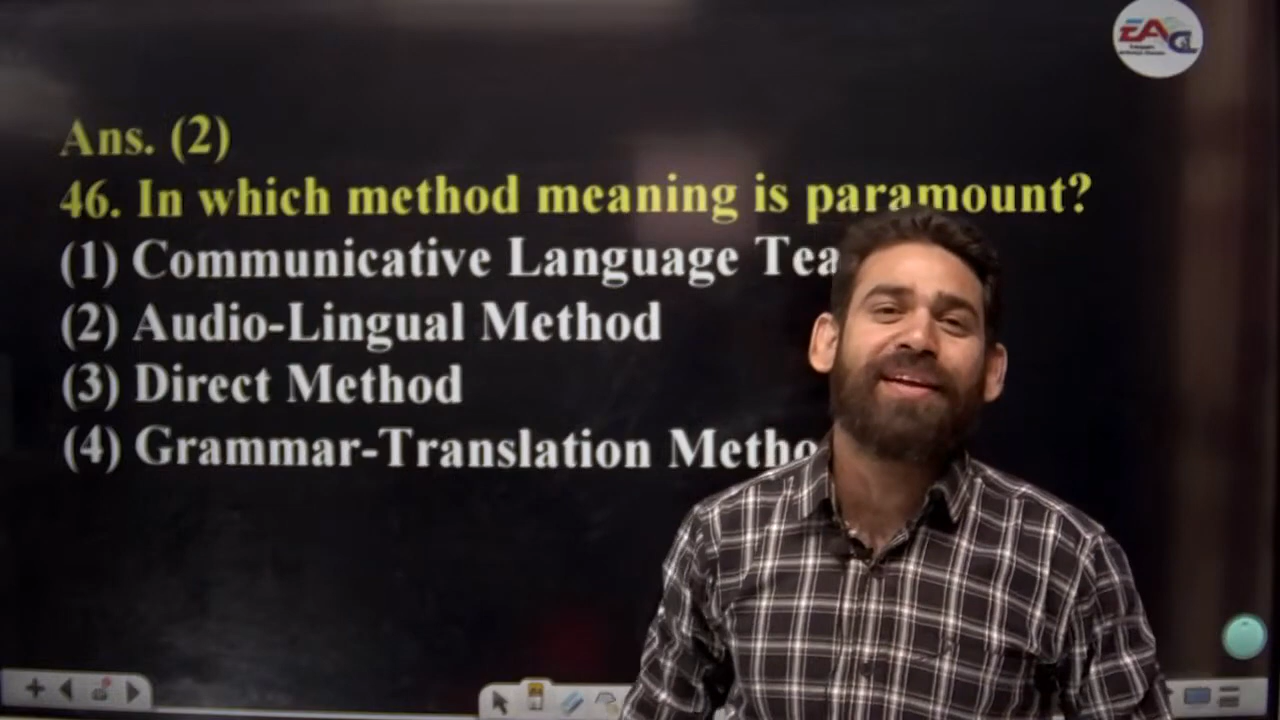 EAC
Ans. (2)
46. In which method meaning is paramount?
(1) Communicative Language Tea
(2) Audio-Lingual Method
(3) Direct Method
(4) Grammar-Translation Metho